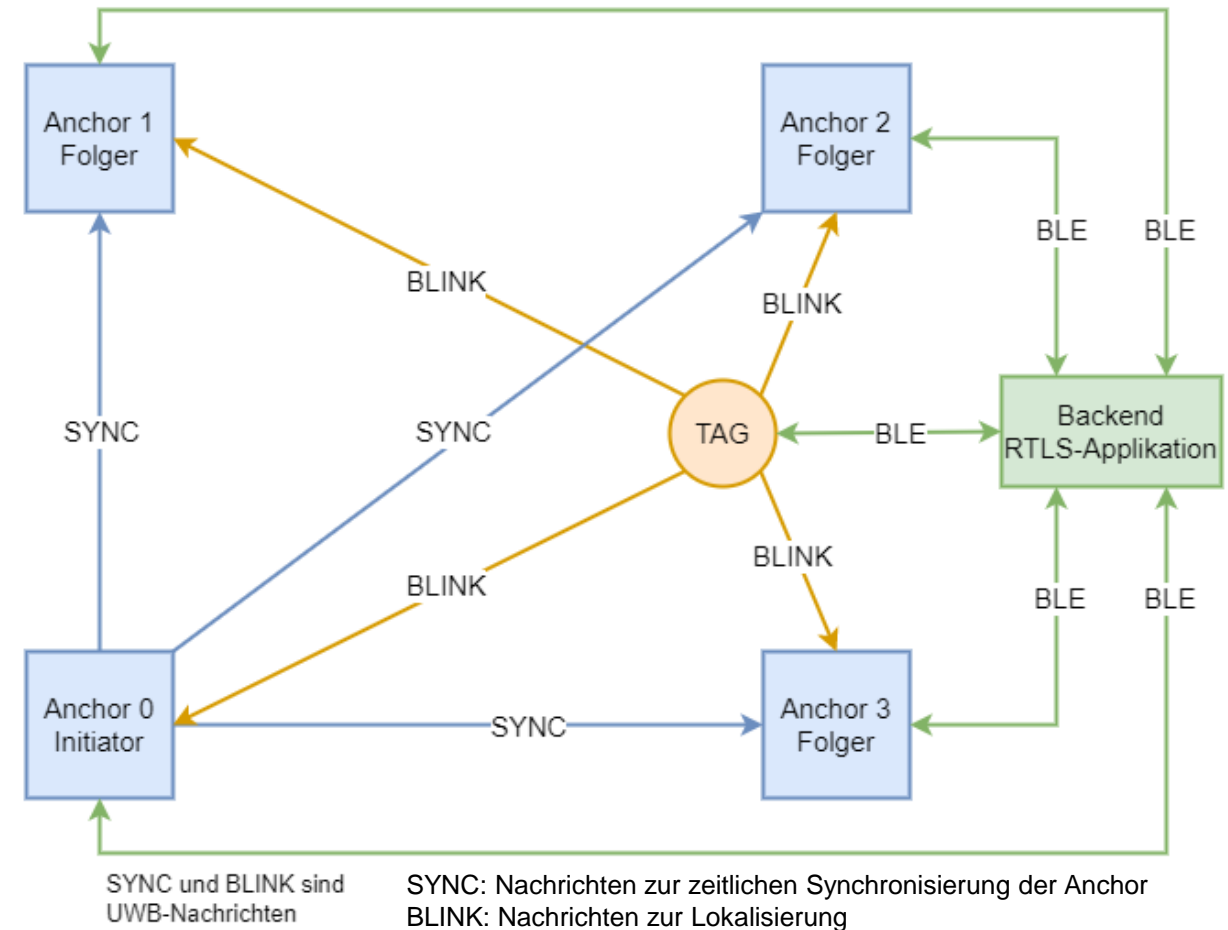 Anchor 1
Folger
Anchor 2
Folger
BLE
BLE
BLINK
BLINK
SYNC
SYNC
TAG
BLE
Backend
RTLS-Applikation
BLINK
BLINK
BLE
BLE
Anchor 0
Initiator
SYNC
Anchor 3
Folger
SYNC und BLINK sind
UWB-Nachrichten
SYNC: Nachrichten zur zeitlichen Synchronisierung der Anchor
BLINK: Nachrichten zur Lokalisierung